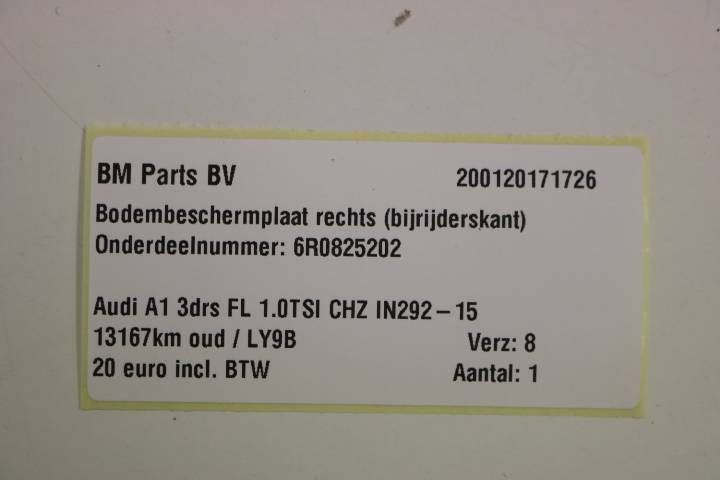 BM Parts BV 200120171726
Bodembeschermplaat rechts (bijrijderskant)
Onderdeelnummer: 6R0825202
Audi A1 3drs FL 1.0TSI CHZ IN292-15
13167km oud / LY9B Verz: 8
20 euro incl. BTW Aantal: 1